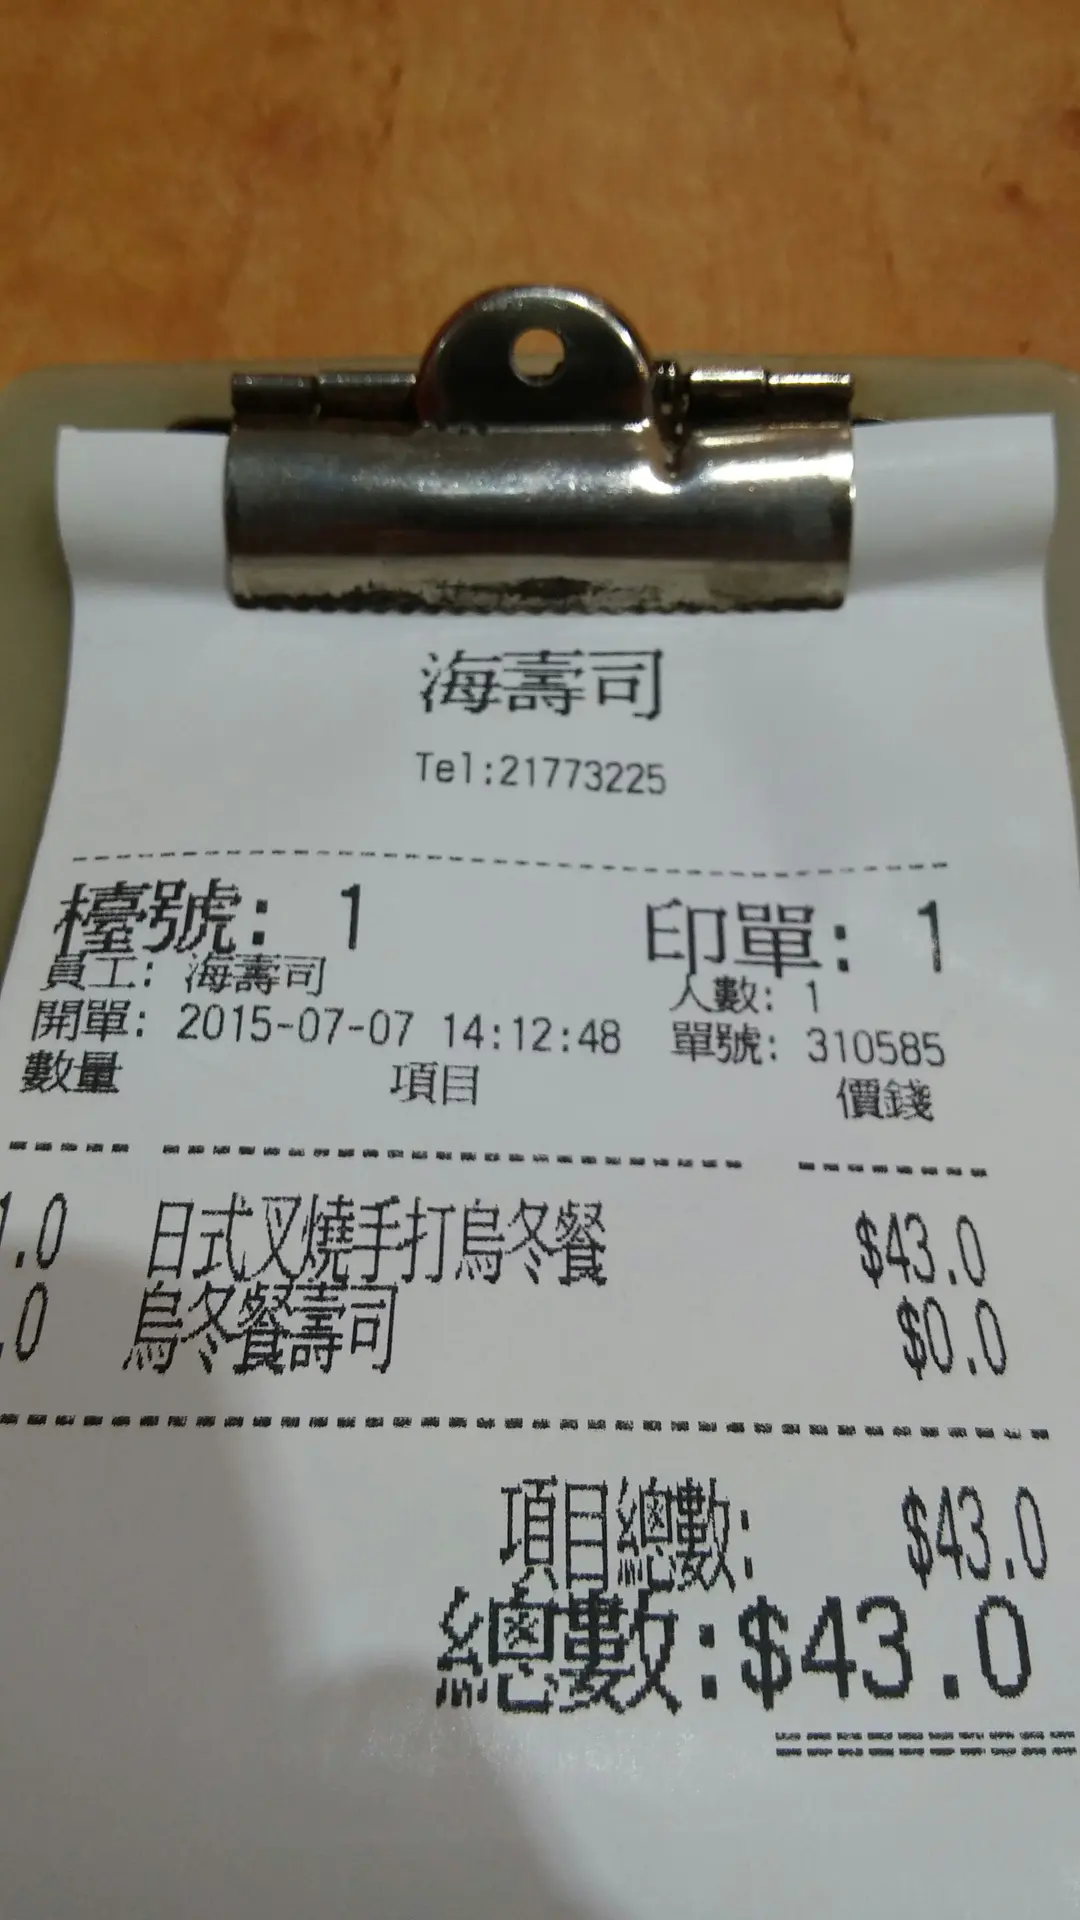 海壽司
Tel:21773225
檯號: 1 印單: 1
員工: 海壽司 人數: 1
開單: 2015-07-07 14:12:48 單號: 310585
數量 項目 價錢
1.0 日式叉燒手打烏冬餐 $43.0
.0 烏冬餐壽司 $0.0
項目總數: $43.0
總數:$43.0